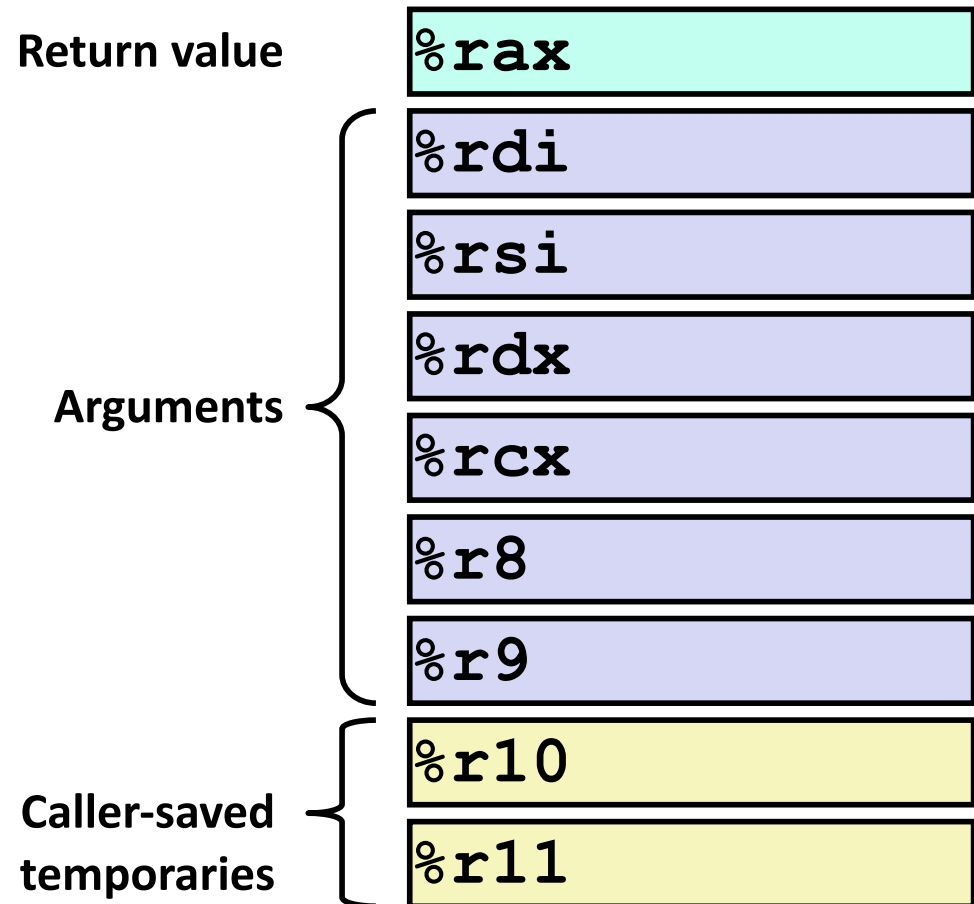 Return value
%rax
%rdi
%rsi
%rdx
Arguments
%rcx
%r8
%r9
%r10
Caller-saved
temporaries
%r11